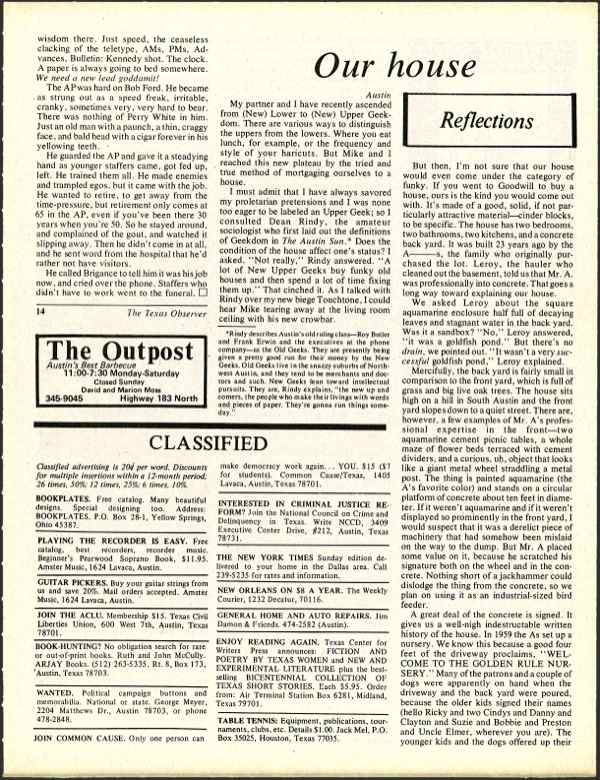 wisdom there. Just speed, the ceaseless
clacking of the teletype, AMs, PMs, Ad-
vances, Bulletin: Kennedy shot. The clock.
A paper is always going to bed somewhere.
We need a new lead goddamit!
The AP was hard on Bob Ford. He became
as strung out as a speed freak, irritable,
cranky, sometimes very, very hard to bear.
There was nothing of Perry White in him.
Just an old man with a paunch, a thin, craggy
face, and bald head with a cigar forever in his
yellowing teeth.
He guarded the AP and gave it a steadying
hand as younger staffers came, got fed up,
left. He trained them all. He made enemies
and trampled egos, but it came with the job.
He wanted to retire, to get away from the
time-pressure, but retirement only comes at
65 in the AP, even if you've been there 30
years when you're 50. So he stayed around,
and complained of the gout, and watched it
slipping away. Then he didn't come in at all,
and he sent word from the hospital that he'd
rather not have visitors.
He called Brigance to tell him it was his job
now, and cried over the phone. Staffers who
didn't have to work went to the funeral. □
14 The Texas Observer
The Outpost
Austin's Best Barbecue
11:00-7:30 Monday-Saturday
Closed Sunday
David and Marion Moss
345-9045 Highway 183 North
Our house
Austin
My partner and I have recently ascended
from (New) Lower to (New) Upper Geek-
dom. There are various ways to distinguish
the uppers from the lowers. Where you eat
lunch, for example, or the frequency and
style of your haircuts. But Mike and I
reached this new plateau by the tried and
true method of mortgaging ourselves to a
house.
I must admit that I have always savored
my proletarian pretensions and I was none
too eager to be labeled an Upper Geek; so I
consulted Dean Rindy, the amateur
sociologist who first laid out the definitions
of Geekdom in The Austin Sun.* Does the
condition of the house affect one's status? I
asked. "Not really," Rindy answered. "A
lot of New Upper Geeks buy funky old
houses and then spend a lot of time fixing
them up." That cinched it. As I talked with
Rindy over my new biege Touchtone, I could
hear Mike tearing away at the living room
ceiling with his new crowbar.
*Rindy describes Austin's old ruling class—Roy Butler
and Frank Erwin and the executives at the phone
company—as the Old Geeks. They are presently being
given a pretty good run for their money by the New
Geeks. Old Geeks live in the snazzy suburbs of North-
west Austin, and they tend to be merchants and doc-
tors and such. New Geeks lean toward intellectual
pursuits. They are, Rindy explains, "the new up and
comers, the people who make their livings with words
and pieces of paper. They're gonna run things some-
day."
Reflections
But then, I'm not sure that our house
would even come under the category of
funky. If you went to Goodwill to buy a
house, ours is the kind you would come out
with. It's made of a good, solid, if not par-
ticularly attractive material—cinder blocks,
to be specific. The house has two bedrooms,
two bathrooms, two kitchens, and a concrete
back yard. It was built 23 years ago by the
A———s, the family who originally pur-
chased the lot. Leroy, the hauler who
cleaned out the basement, told us that Mr. A.
was professionally into concrete. That goes a
long way toward explaining our house.
We asked Leroy about the square
aquamarine enclosure half full of decaying
leaves and stagnant water in the back yard.
Was it a sandbox? "No," Leroy answered,
"it was a goldfish pond." But there's no
drain, we pointed out. "It wasn't a very suc-
cessful goldfish pond," Leroy explained.
Mercifully, the back yard is fairly small in
comparison to the front yard, which is full of
grass and big live oak trees. The house sits
high on a hill in South Austin and the front
yard slopes down to a quiet street. There are,
however, a few examples of Mr. A's profes-
sional expertise in the front—two
aquamarine cement picnic tables, a whole
maze of flower beds terraced with cement
dividers, and a curious, uh, object that looks
like a giant metal wheel straddling a metal
post. The thing is painted aquamarine (the
A's favorite color) and stands on a circular
platform of concrete about ten feet in diame-
ter. If it weren't aquamarine and if it weren't
displayed so prominently in the front yard, I
would suspect that it was a derelict piece of
machinery that had somehow been mislaid
on the way to the dump. But Mr. A placed
some value on it, because he scratched his
signature both on the wheel and in the con-
crete. Nothing short of a jackhammer could
dislodge the thing from the concrete, so we
plan on using it as an industrial-sized bird
feeder.
A great deal of the concrete is signed. It
gives us a well-nigh indestructable written
history of the house. In 1959 the As set up a
nursery. We know this because a good four
feet of the driveway proclaims, "WEL-
COME TO THE GOLDEN RULE NUR-
SERY." Many of the patrons and a couple of
dogs were apparently on hand when the
driveway and the back yard were poured,
because the older kids signed their names
(hello Ricky and two Cindys and Danny and
Clayton and Suzie and Bobbie and Preston
and Uncle Elmer, wherever you are). The
younger kids and the dogs offered up their
CLASSIFIED
Classified advertising is 20¢ per word. Discounts
for multiple insertions within a 12-month period:
26 times, 50%; 12 times, 25%; 6 times, 10%.
BOOKPLATES. Free catalog. Many beautiful
designs. Special designing too. Address:
BOOKPLATES, P.O. Box 28-1, Yellow Springs,
Ohio 45387.
PLAYING THE RECORDER IS EASY. Free
catalog, best recorders, recorder music.
Beginner's Pearwood Soprano Book, $11.95.
Amster Music, 1624 Lavaca, Austin.
GUITAR PICKERS. Buy your guitar strings from
us and save 20%. Mail orders accepted. Amster
Music, 1624 Lavaca, Austin.
JOIN THE ACLU. Membership $15. Texas Civil
Liberties Union, 600 West 7th, Austin, Texas
78701.
BOOK-HUNTING? No obligation search for rare
or out-of-print books. Ruth and John McCully.
ARJAY Books. (512) 263-5335. Rt. 8, Box 173,
Austin, Texas 78703.
WANTED. Political campaign buttons and
memorabilia. National or state. George Meyer,
2204 Matthews Dr., Austin 78703, or phone
478-2848.
JOIN COMMON CAUSE. Only one person can
make democracy work again. . . YOU. $15 ($7
for students). Common Cause/Texas, 1405
Lavaca, Austin, Texas 78701.
INTERESTED IN CRIMINAL JUSTICE RE-
FORM? Join the National Council on Crime and
Delinquency in Texas. Write NCCD, 3409
Executive Center Drive, #212, Austin, Texas
78731.
THE NEW YORK TIMES Sunday edition de-
livered to your home in the Dallas area. Call
239-5235 for rates and information.
NEW ORLEANS ON $8 A YEAR. The Weekly
Courier, 1232 Decatur, 70116.
GENERAL HOME AND AUTO REPAIRS. Jim
Damon & Friends. 474-2582 (Austin).
ENJOY READING AGAIN. Texas Center for
Writers Press announces: FICTION AND
POETRY BY TEXAS WOMEN and NEW AND
EXPERIMENTAL LITERATURE plus the best-
selling BICENTENNIAL COLLECTION OF
TEXAS SHORT STORIES. Each $5.95. Order
from: Air Terminal Station Box 6281, Midland,
Texas 79701.
TABLE TENNIS: Equipment, publications, tour-
naments, clubs, etc. Details $1.00. Jack Mel, P.O.
Box 35025, Houston, Texas 77035.